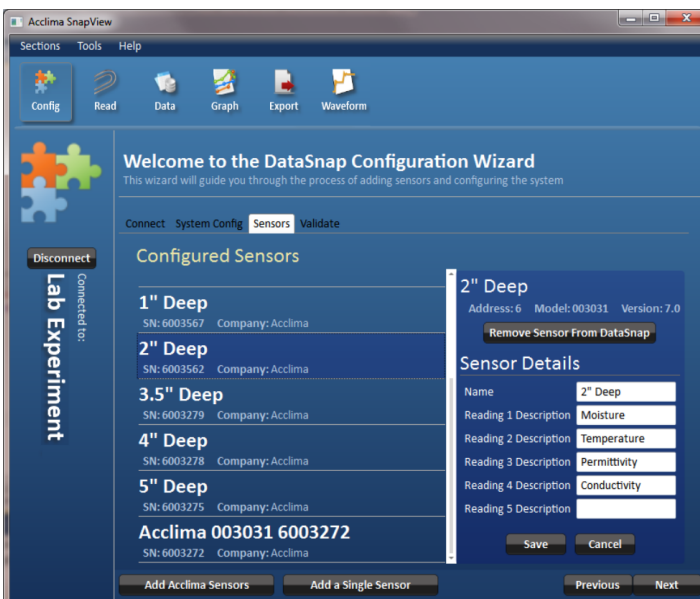 Acclima SnapView
Sections Tools Help
Config Read Data Graph Export Waveform
Welcome to the DataSnap Configuration Wizard
This wizard will guide you through the process of adding sensors and configuring the system
Connect System Config Sensors Validate
Disconnect
Connected to:
Lab Experiment
Configured Sensors
1" Deep
SN: 6003567 Company: Acclima
2" Deep
SN: 6003562 Company: Acclima
3.5" Deep
SN: 6003279 Company: Acclima
4" Deep
SN: 6003278 Company: Acclima
5" Deep
SN: 6003275 Company: Acclima
Acclima 003031 6003272
SN: 6003272 Company: Acclima
2" Deep
Address: 6 Model: 003031 Version: 7.0
Remove Sensor From DataSnap
Sensor Details
Name 2" Deep
Reading 1 Description Moisture
Reading 2 Description Temperature
Reading 3 Description Permittivity
Reading 4 Description Conductivity
Reading 5 Description
Save Cancel
Add Acclima Sensors Add a Single Sensor Previous Next